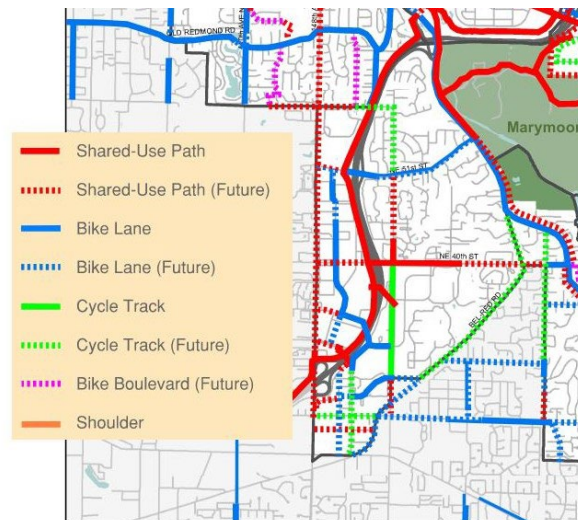 OLD REDMOND RD
148th
Marymoor
Shared-Use Path
Shared-Use Path (Future)
NE 51st ST
Bike Lane
Bike Lane (Future)
NE 40th ST
Cycle Track
BEL RED RD
Cycle Track (Future)
Bike Boulevard (Future)
Shoulder